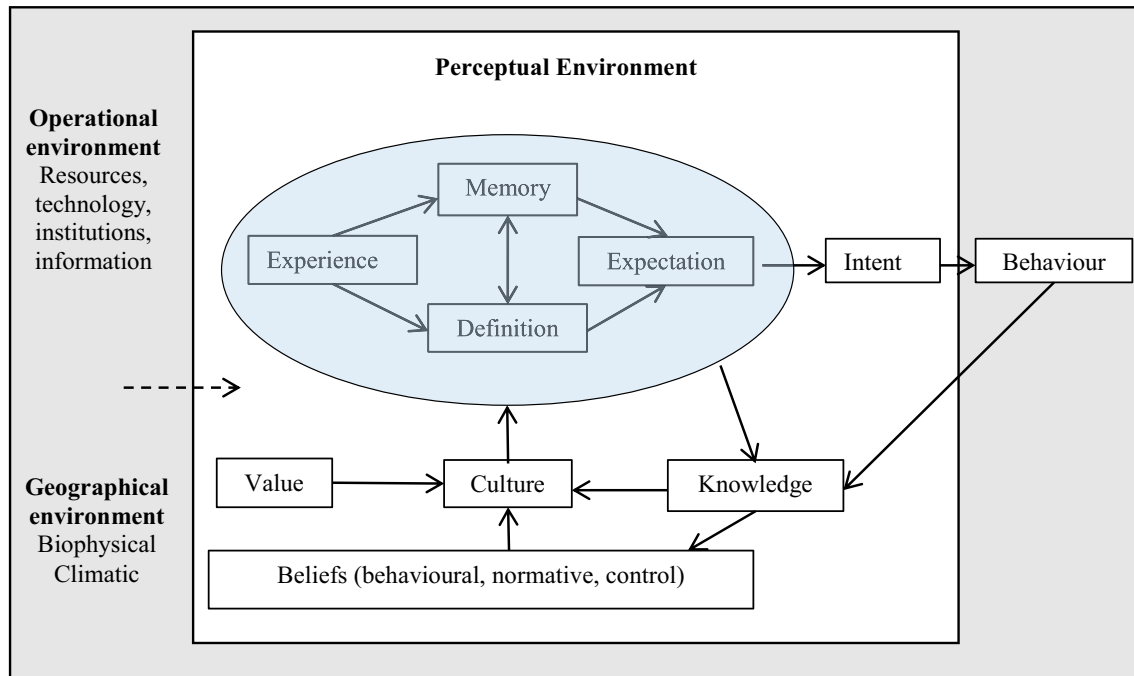 Perceptual Environment
Operational
environment
Resources,
technology,
institutions,
information
Memory
Experience
Expectation
Definition
Intent
Behaviour
Geographical
environment
Biophysical
Climatic
Value
Culture
Knowledge
Beliefs (behavioural, normative, control)